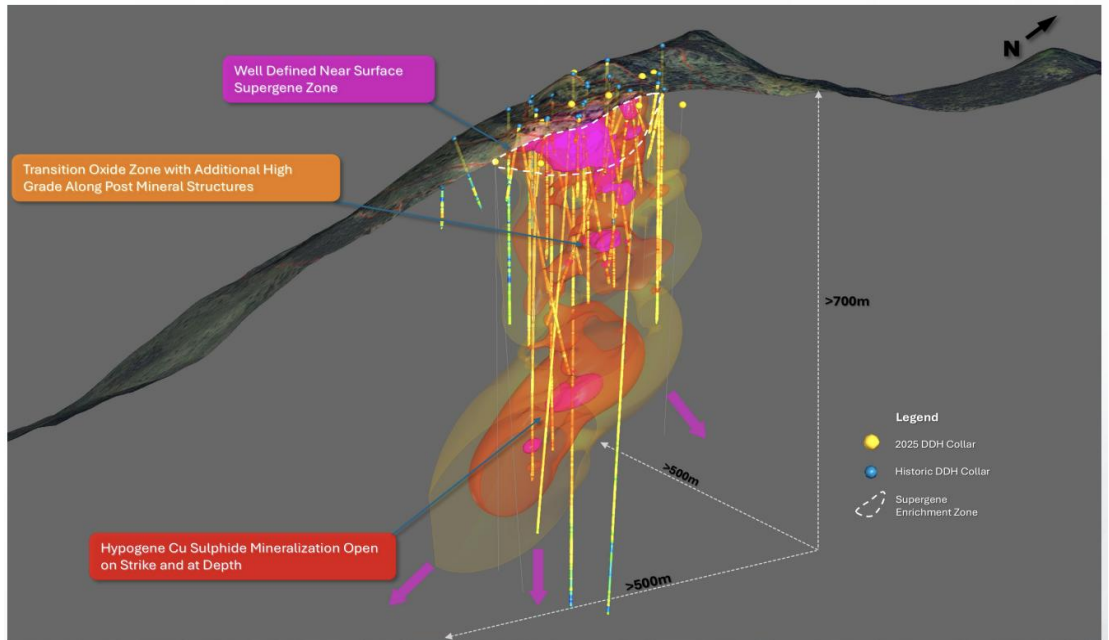 N
Well Defined Near Surface
Supergene Zone
Transition Oxide Zone with Additional High
Grade Along Post Mineral Structures
>700m
Legend
2025 DDH Collar
Historic DDH Collar
Supergene
Enrichment Zone
>500m
Hypogene Cu Sulphide Mineralization Open
on Strike and at Depth
>500m